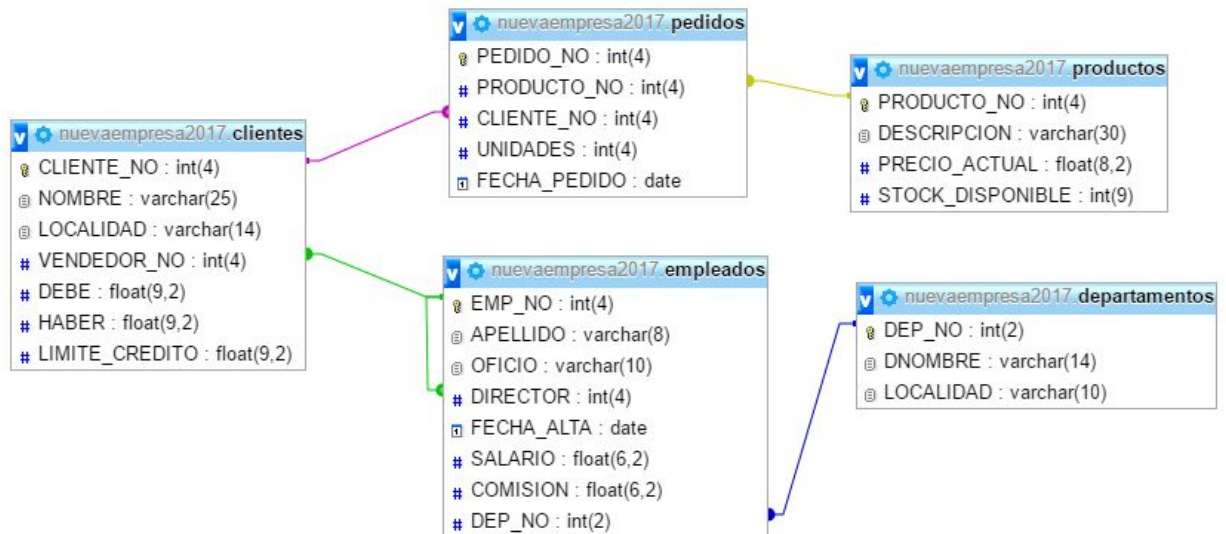 nuevaempresa2017.pedidos
PEDIDO_NO : int(4)
PRODUCTO_NO : int(4)
CLIENTE_NO : int(4)
UNIDADES : int(4)
FECHA_PEDIDO : date
nuevaempresa2017.productos
PRODUCTO_NO : int(4)
DESCRIPCION : varchar(30)
PRECIO_ACTUAL : float(8,2)
STOCK_DISPONIBLE : int(9)
nuevaempresa2017.clientes
CLIENTE_NO : int(4)
NOMBRE : varchar(25)
LOCALIDAD : varchar(14)
VENDEDOR_NO : int(4)
DEBE : float(9,2)
HABER : float(9,2)
LIMITE_CREDITO : float(9,2)
nuevaempresa2017.empleados
EMP_NO : int(4)
APELLIDO : varchar(8)
OFICIO : varchar(10)
DIRECTOR : int(4)
FECHA_ALTA : date
SALARIO : float(6,2)
COMISION : float(6,2)
DEP_NO : int(2)
nuevaempresa2017.departamentos
DEP_NO : int(2)
DNOMBRE : varchar(14)
LOCALIDAD : varchar(10)